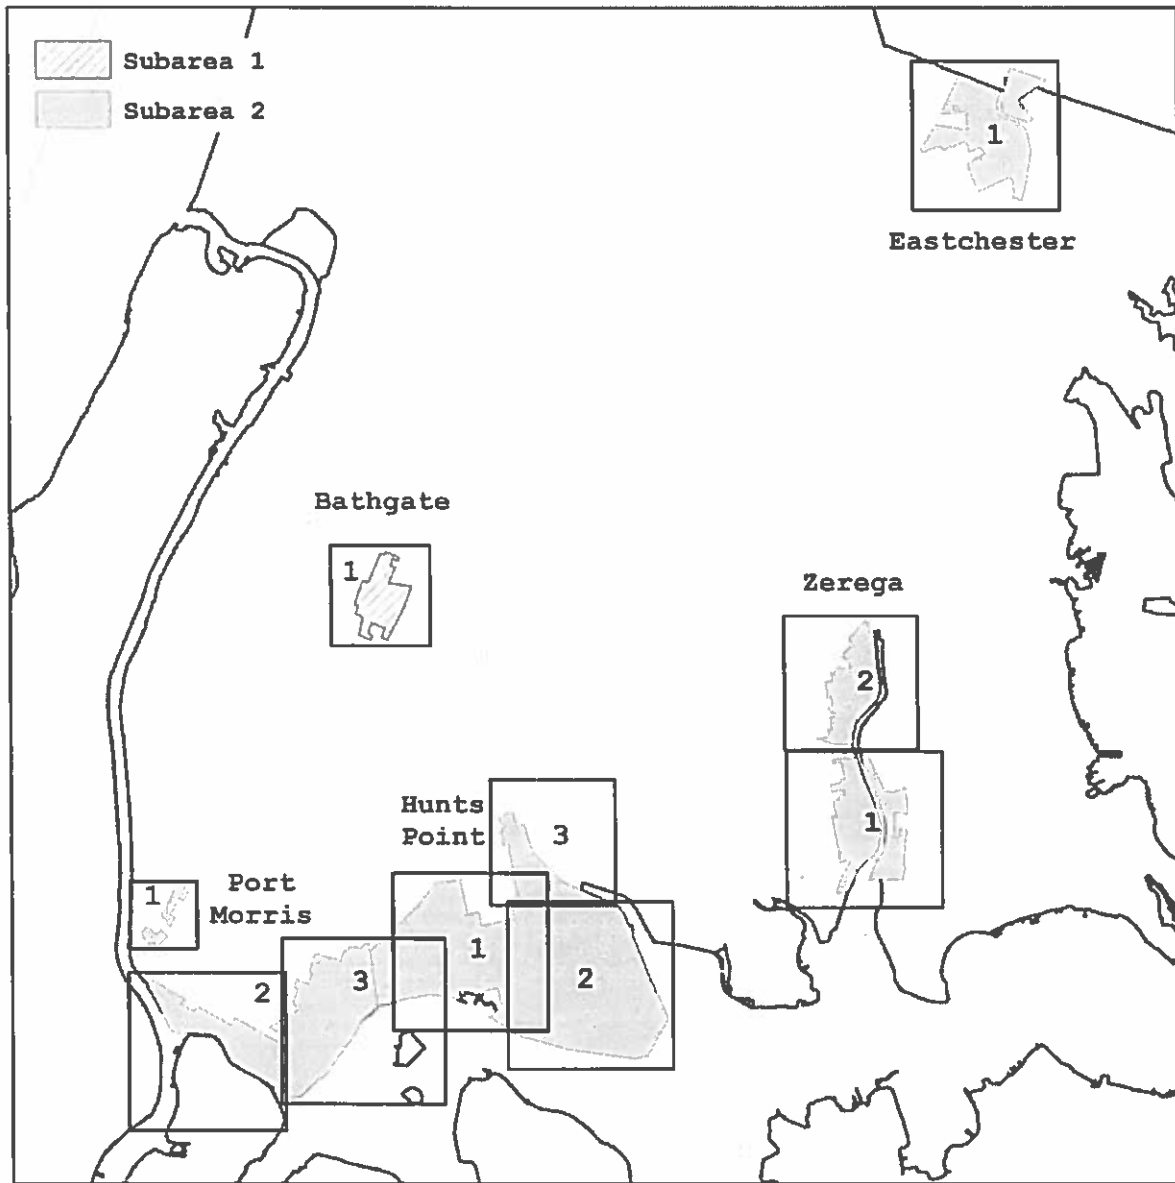 Subarea 1
Subarea 2
1
Eastchester
Bathgate
1
Zerega
2
1
Hunts
Point
3
1
2
Port
Morris
1
2
3